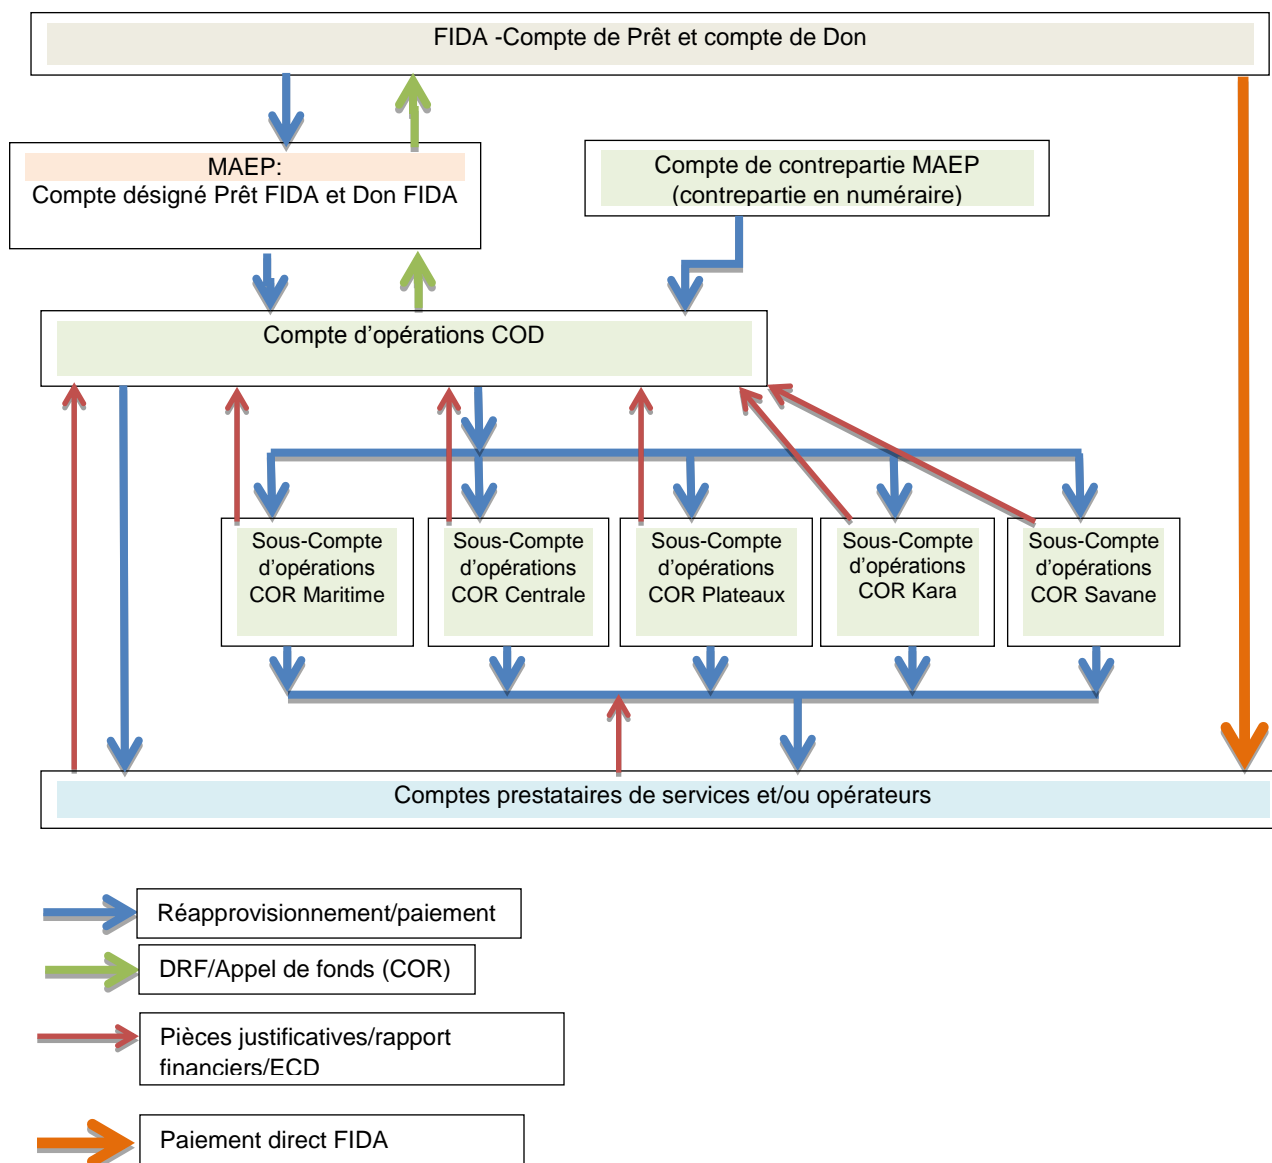 FIDA -Compte de Prêt et compte de Don
MAEP:
Compte désigné Prêt FIDA et Don FIDA
Compte de contrepartie MAEP
(contrepartie en numéraire)
Compte d’opérations COD
Sous-Compte
d’opérations
COR Maritime
Sous-Compte
d’opérations
COR Centrale
Sous-Compte
d’opérations
COR Plateaux
Sous-Compte
d’opérations
COR Kara
Sous-Compte
d’opérations
COR Savane
Comptes prestataires de services et/ou opérateurs
Réapprovisionnement/paiement
DRF/Appel de fonds (COR)
Pièces justificatives/rapport
financiers/ECD
Paiement direct FIDA